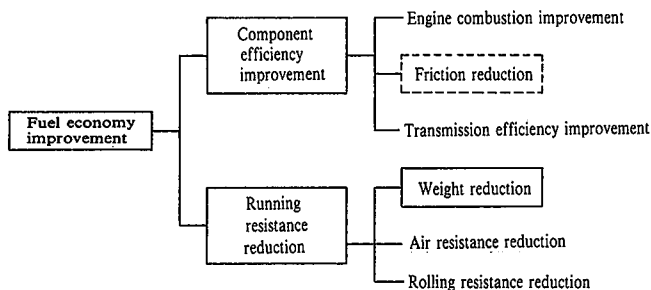 Fuel economy
improvement
Component
efficiency
improvement
Engine combustion improvement
Friction reduction
Transmission efficiency improvement
Running
resistance
reduction
Weight reduction
Air resistance reduction
Rolling resistance reduction